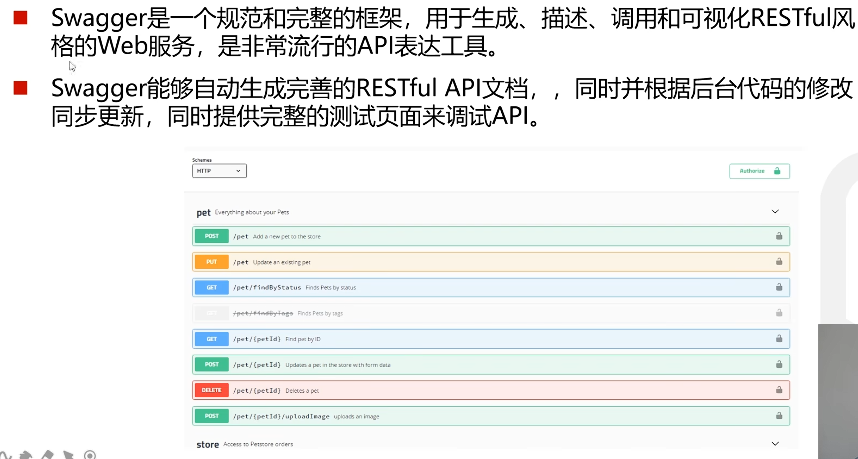 Swagger是一个规范和完整的框架，用于生成、描述、调用和可视化RESTful风
格的Web服务，是非常流行的API表达工具。
Swagger能够自动生成完善的RESTful API文档，，同时并根据后台代码的修改
同步更新，同时提供完整的测试页面来调试API。
Schemes
HTTP
Authorize
pet Everything about your Pets
POST /pet Add a new pet to the store
PUT /pet Update an existing pet
GET /pet/findByStatus Finds Pets by status
GET /pet/findByTags Finds Pets by tags
GET /pet/{petId} Find pet by ID
POST /pet/{petId} Updates a pet in the store with form data
DELETE /pet/{petId} Deletes a pet
POST /pet/{petId}/uploadImage uploads an image
store Access to Petstore orders